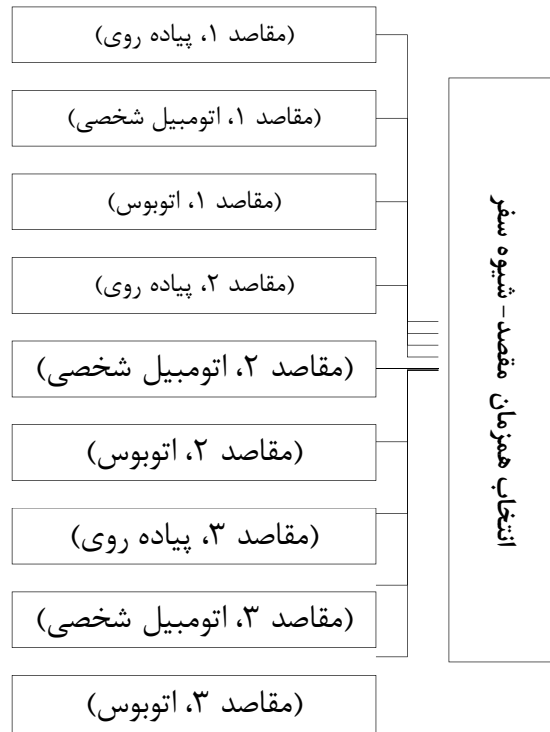 (مقاصد ۱، پیاده روی)
(مقاصد ۱، اتومبیل شخصی)
(مقاصد ۱، اتوبوس)
(مقاصد ۲، پیاده روی)
(مقاصد ۲، اتومبیل شخصی)
(مقاصد ۲، اتوبوس)
(مقاصد ۳، پیاده روی)
(مقاصد ۳، اتومبیل شخصی)
(مقاصد ۳، اتوبوس)
انتخاب همزمان مقصد- شیوه سفر